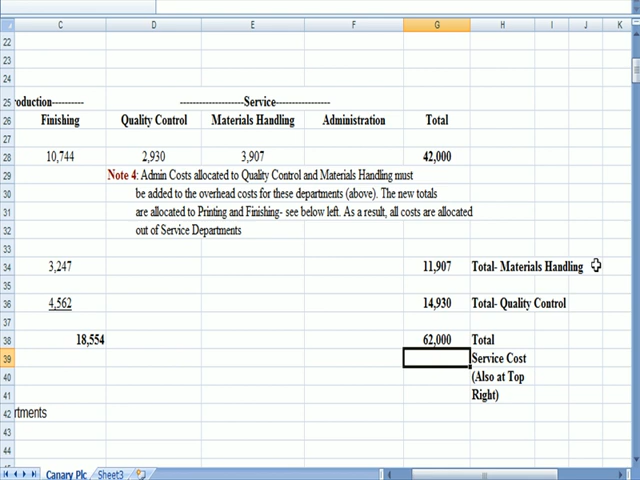 C D E F G H I J K
22
23
24
25 roduction---------- --------------------Service-----------------
26 Finishing Quality Control Materials Handling Administration Total
27
28 10,744 2,930 3,907 42,000
29 Note 4: Admin Costs allocated to Quality Control and Materials Handling must
30 be added to the overhead costs for these departments (above). The new totals
31 are allocated to Printing and Finishing- see below left. As a result, all costs are allocated
32 out of Service Departments
33
34 3,247 11,907 Total- Materials Handling
35
36 4,562 14,930 Total- Quality Control
37
38 18,554 62,000 Total
39 Service Cost
40 (Also at Top
41 Right)
42 rtments
43
44
Canary Plc Sheet3